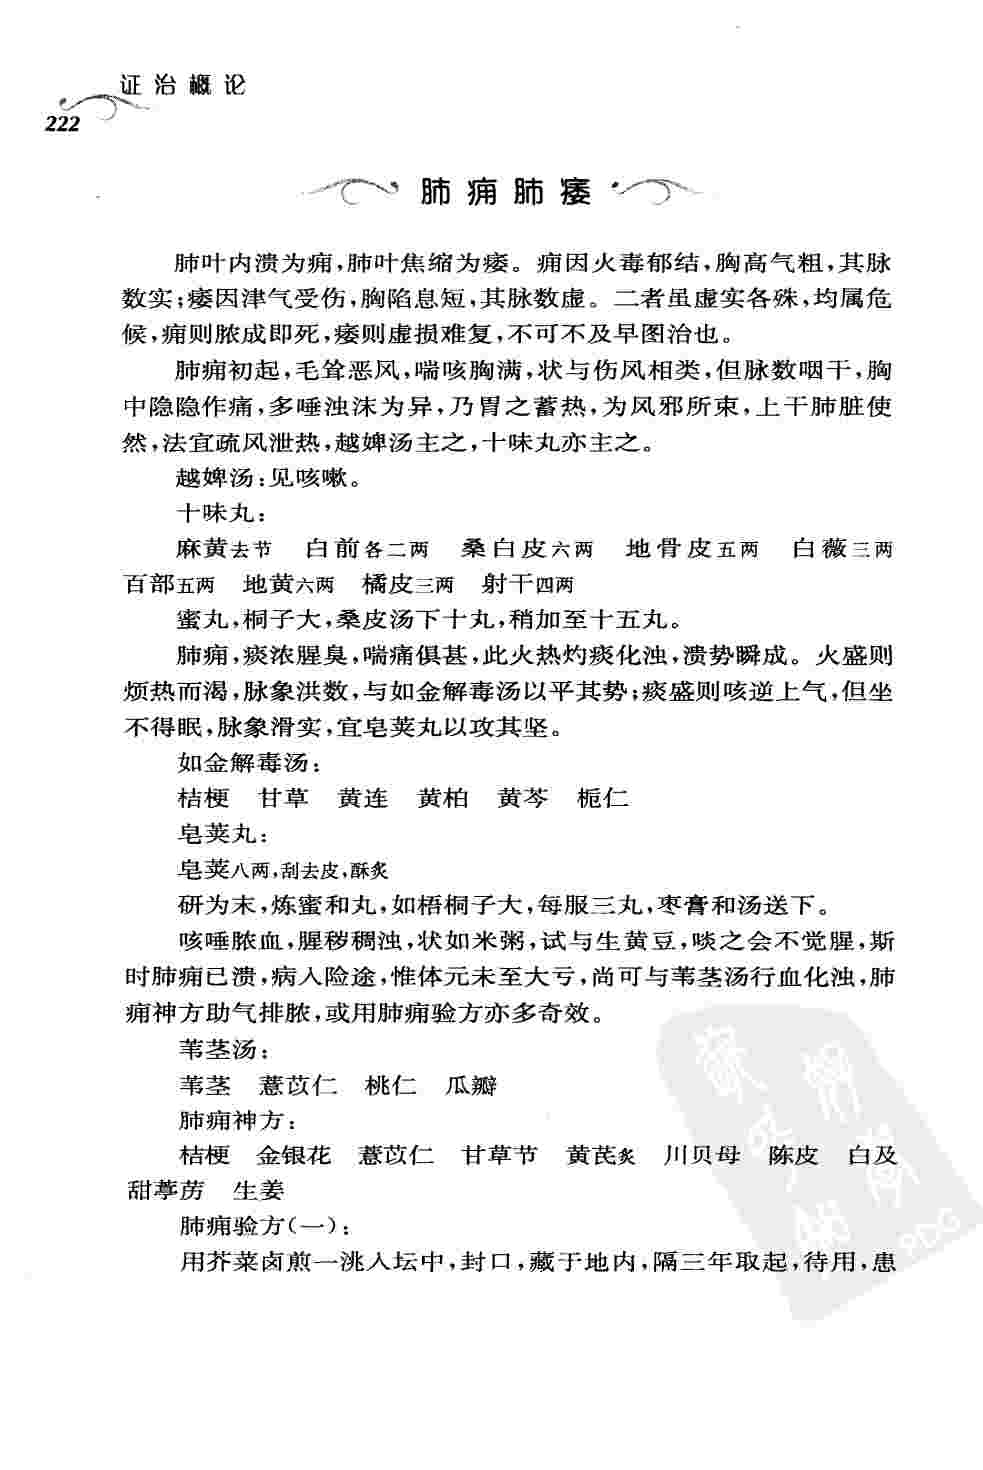 证治概论
222
肺痈肺痿
肺叶内溃为痈,肺叶焦缩为痿。痈因火毒郁结,胸高气粗,其脉
数实;痿因津气受伤,胸陷息短,其脉数虚。二者虽虚实各殊,均属危
候,痈则脓成即死,痿则虚损难复,不可不及早图治也。
肺痈初起,毛耸恶风,喘咳胸满,状与伤风相类,但脉数咽干,胸
中隐隐作痛,多唾浊沫为异,乃胃之蓄热,为风邪所束,上干肺脏使
然,法宜疏风泄热,越婢汤主之,十味丸亦主之。
越婢汤:见咳嗽。
十味丸:
麻黄去节 白前各二两 桑白皮六两 地骨皮五两 白薇三两
百部五两 地黄六两 橘皮三两 射干四两
蜜丸,桐子大,桑皮汤下十丸,稍加至十五丸。
肺痈,痰浓腥臭,喘痛俱甚,此火热灼痰化浊,溃势瞬成。火盛则
烦热而渴,脉象洪数,与如金解毒汤以平其势;痰盛则咳逆上气,但坐
不得眠,脉象滑实,宜皂荚丸以攻其坚。
如金解毒汤:
桔梗 甘草 黄连 黄柏 黄芩 栀仁
皂荚丸:
皂荚八两,刮去皮,酥炙
研为末,炼蜜和丸,如梧桐子大,每服三丸,枣膏和汤送下。
咳唾脓血,腥秽稠浊,状如米粥,试与生黄豆,啖之会不觉腥,斯
时肺痈已溃,病入险途,惟体元未至大亏,尚可与苇茎汤行血化浊,肺
痈神方助气排脓,或用肺痈验方亦多奇效。
苇茎汤:
苇茎 薏苡仁 桃仁 瓜瓣
肺痈神方:
桔梗 金银花 薏苡仁 甘草节 黄芪炙 川贝母 陈皮 白及
甜葶苈 生姜
肺痈验方(一):
用芥菜卤煎一洮入坛中,封口,藏于地内,隔三年取起,待用,患
PDG